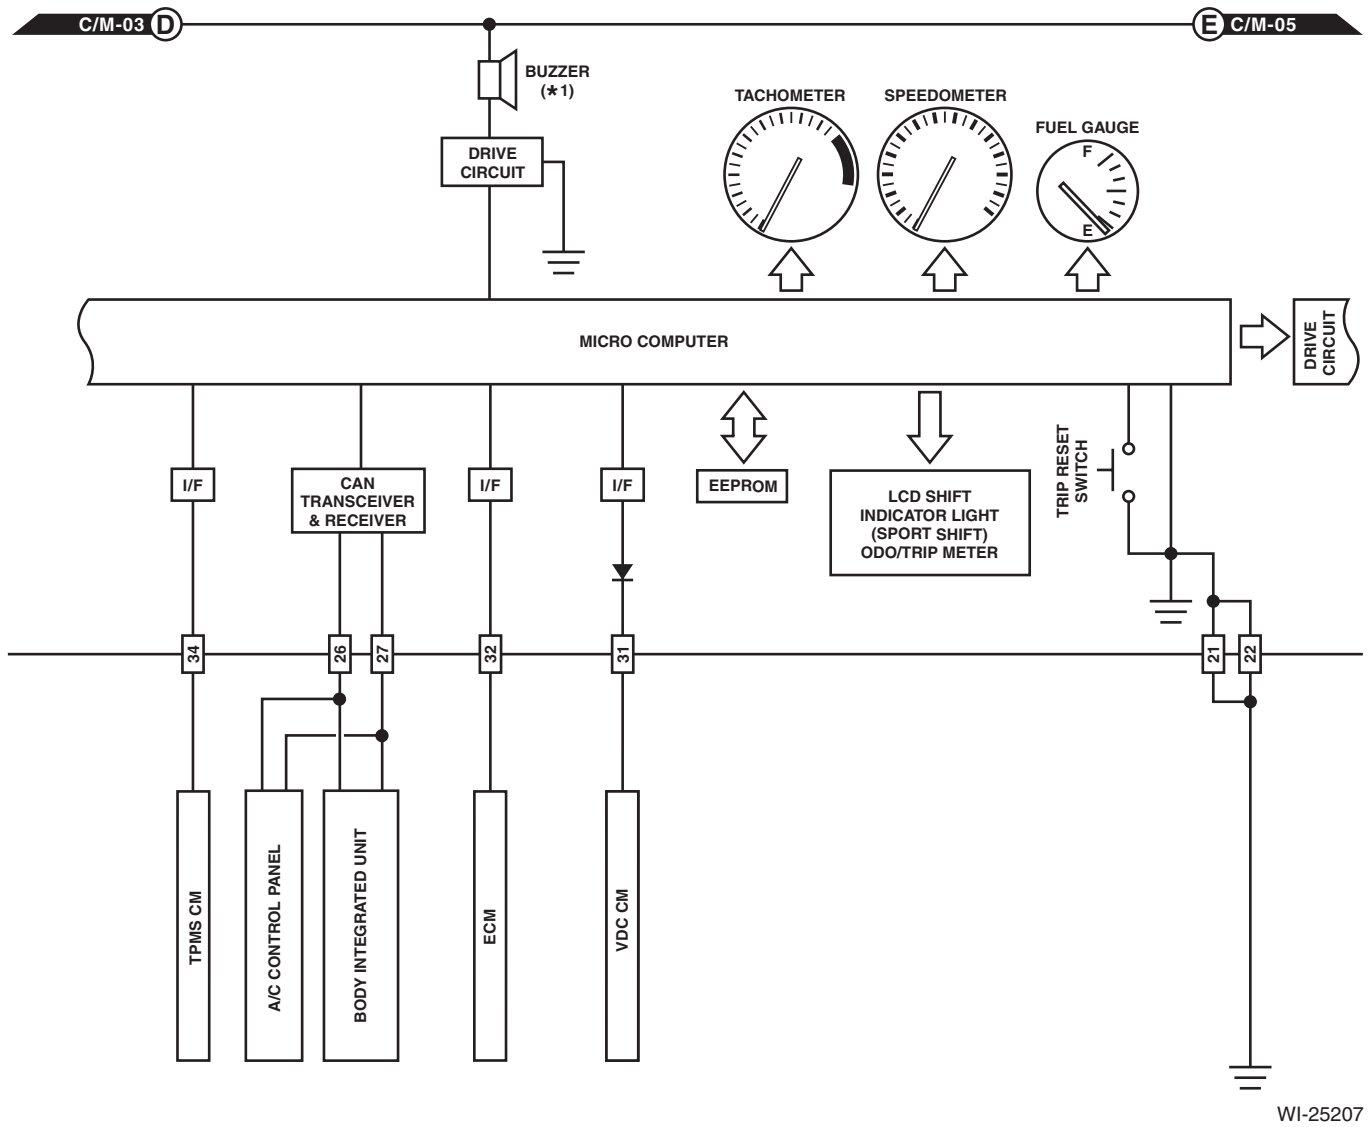 C/M-03 D
E C/M-05
BUZZER
(★1)
TACHOMETER
SPEEDOMETER
FUEL GAUGE
F
E
DRIVE
CIRCUIT
MICRO COMPUTER
DRIVE
CIRCUIT
I/F
CAN
TRANSCEIVER
& RECEIVER
I/F
I/F
EEPROM
LCD SHIFT
INDICATOR LIGHT
(SPORT SHIFT)
ODO/TRIP METER
TRIP RESET
SWITCH
34
26
27
32
31
21
22
TPMS CM
A/C CONTROL PANEL
BODY INTEGRATED UNIT
ECM
VDC CM
WI-25207